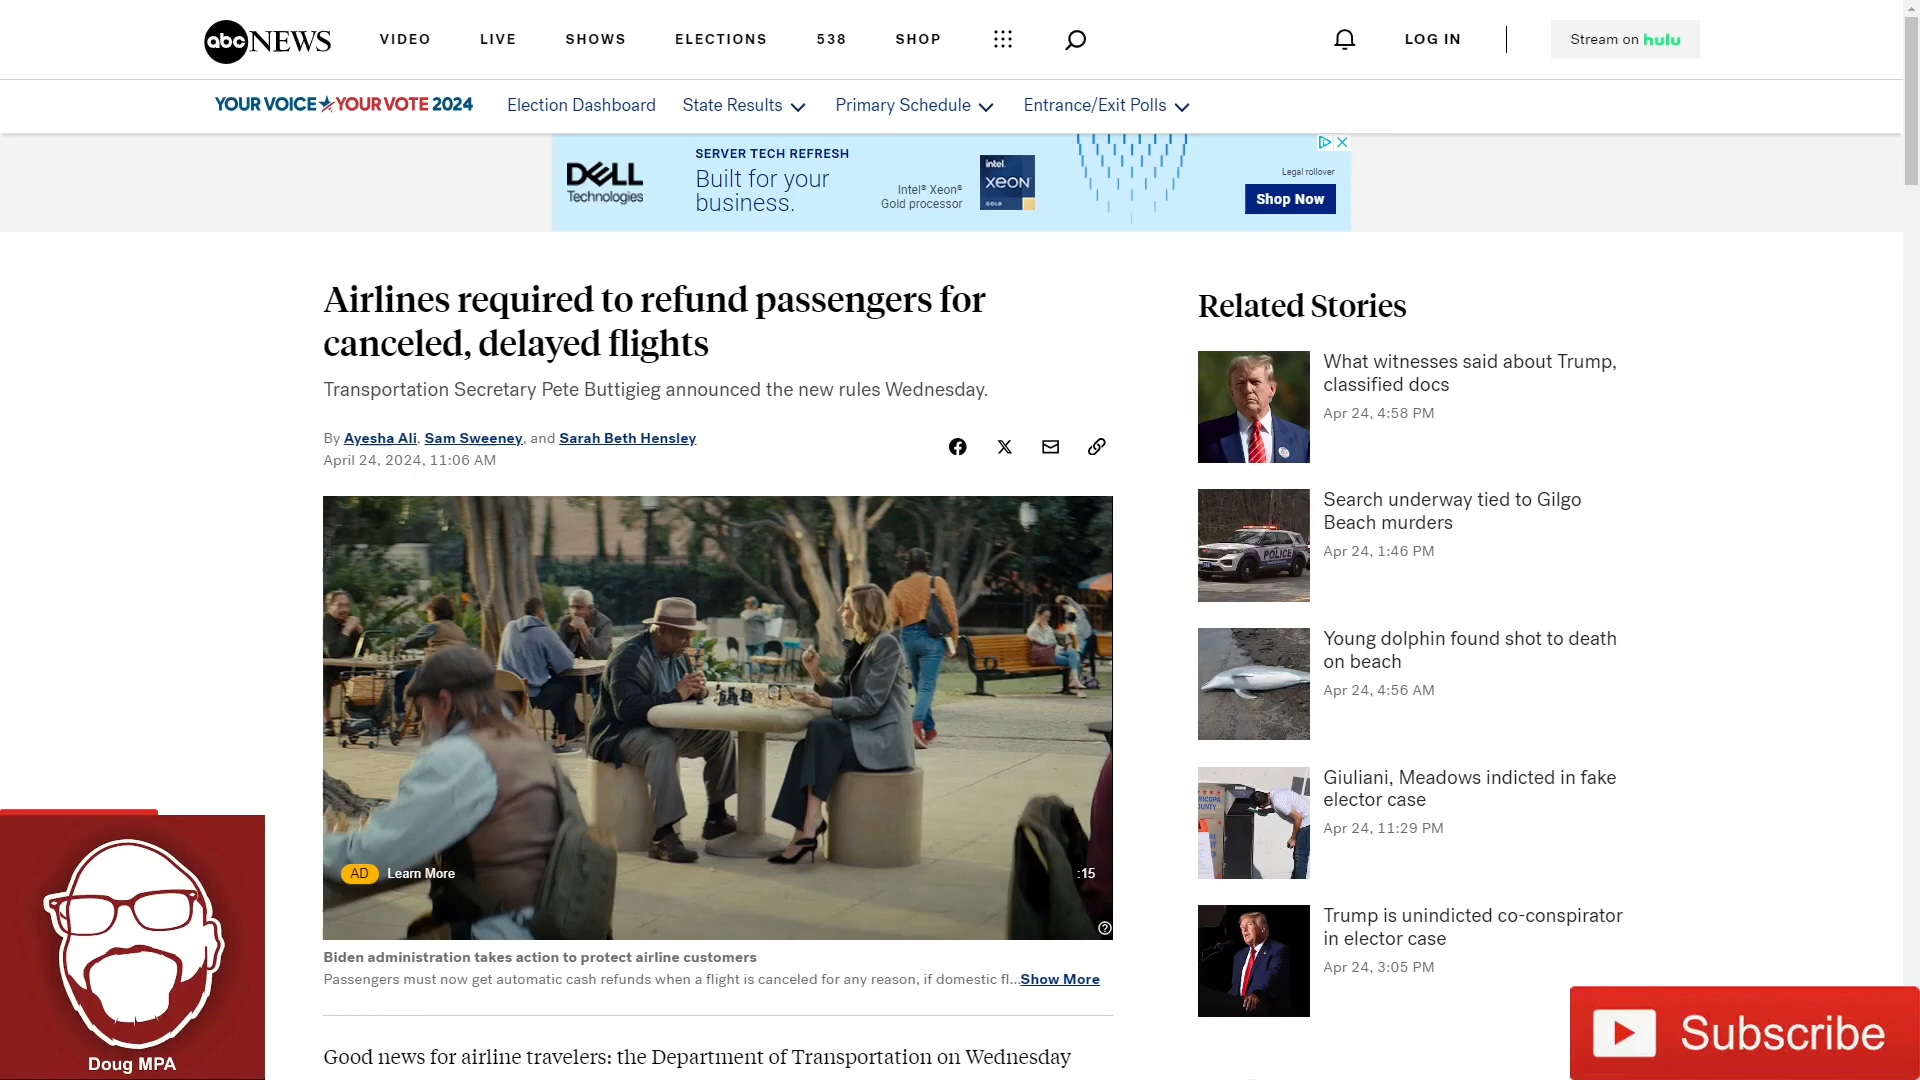 abc NEWS
VIDEO
LIVE
SHOWS
ELECTIONS
538
SHOP
LOG IN
Stream on hulu
YOUR VOICE YOUR VOTE 2024
Election Dashboard
State Results
Primary Schedule
Entrance/Exit Polls
DELL
Technologies
SERVER TECH REFRESH
Built for your
business.
Intel® Xeon®
Gold processor
intel.
XEON
GOLD
Legal rollover
Shop Now
Airlines required to refund passengers for
canceled, delayed flights
Transportation Secretary Pete Buttigieg announced the new rules Wednesday.
By Ayesha Ali, Sam Sweeney, and Sarah Beth Hensley
April 24, 2024, 11:06 AM
AD Learn More
:15
Biden administration takes action to protect airline customers
Passengers must now get automatic cash refunds when a flight is canceled for any reason, if domestic fl...Show More
Good news for airline travelers: the Department of Transportation on Wednesday
Related Stories
What witnesses said about Trump,
classified docs
Apr 24, 4:58 PM
POLICE
Search underway tied to Gilgo
Beach murders
Apr 24, 1:46 PM
Young dolphin found shot to death
on beach
Apr 24, 4:56 AM
Giuliani, Meadows indicted in fake
elector case
Apr 24, 11:29 PM
Trump is unindicted co-conspirator
in elector case
Apr 24, 3:05 PM
Doug MPA
Subscribe